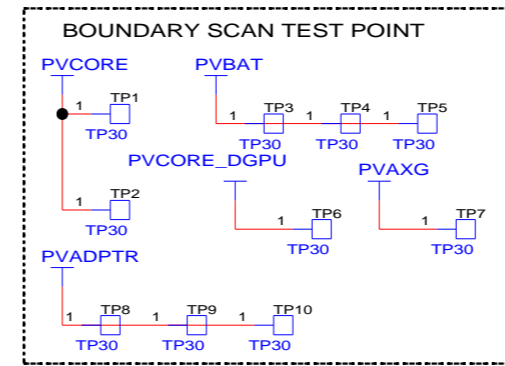 BOUNDARY SCAN TEST POINT
PVCORE
PVBAT
1 TP1
TP30
1 TP3 1 TP4 1 TP5
TP30 TP30 TP30
PVCORE_DGPU
PVAXG
1 TP2
TP30
1 TP6
TP30
1 TP7
TP30
PVADPTR
1 TP8 1 TP9 1 TP10
TP30 TP30 TP30